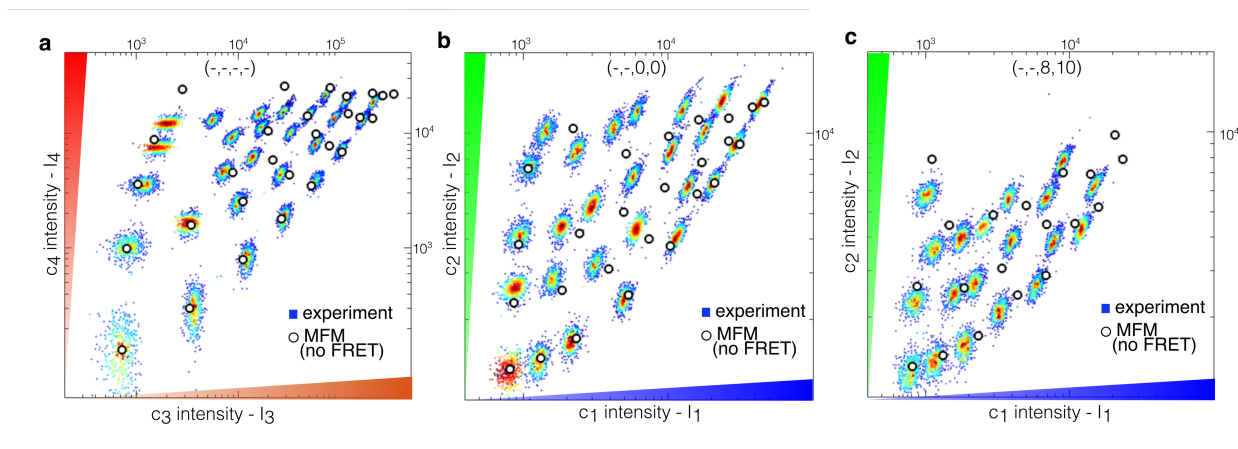 a
10³ 10⁴ 10⁵
(-,-,-,-)
10⁴
10³
c4 intensity - I4
experiment
MFM
(no FRET)
c3 intensity - I3
b
10³ 10⁴
(-,-,0,0)
10⁴
c2 intensity - I2
experiment
MFM
(no FRET)
c1 intensity - I1
c
10³ 10⁴
(-,-,8,10)
10⁴
c2 intensity - I2
experiment
MFM
(no FRET)
c1 intensity - I1